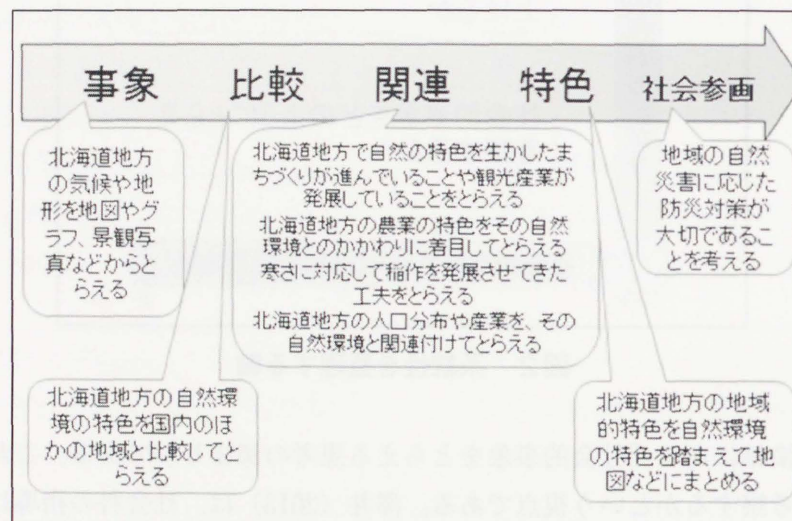 事象 比較 関連 特色 社会参画
北海道地方
の気候や地
形を地図やグ
ラフ、景観写
真などからと
らえる
北海道地方で自然の特色を生かしたま
ちづくりが進んでいることや観光産業が
発展していることをとらえる
北海道地方の農業の特色をその自然
環境とのかかわりに着目してとらえる
寒さに対応して稲作を発展させてきた
工夫をとらえる
北海道地方の人口分布や産業を、その
自然環境と関連付けてとらえる
地域の自然
災害に応じた
防災対策が
大切であるこ
とを考える
北海道地方の自然環
境の特色を国内のほ
かの地域と比較してと
らえる
北海道地方の地域
的特色を自然環境
の特色を踏まえて地
図などにまとめる